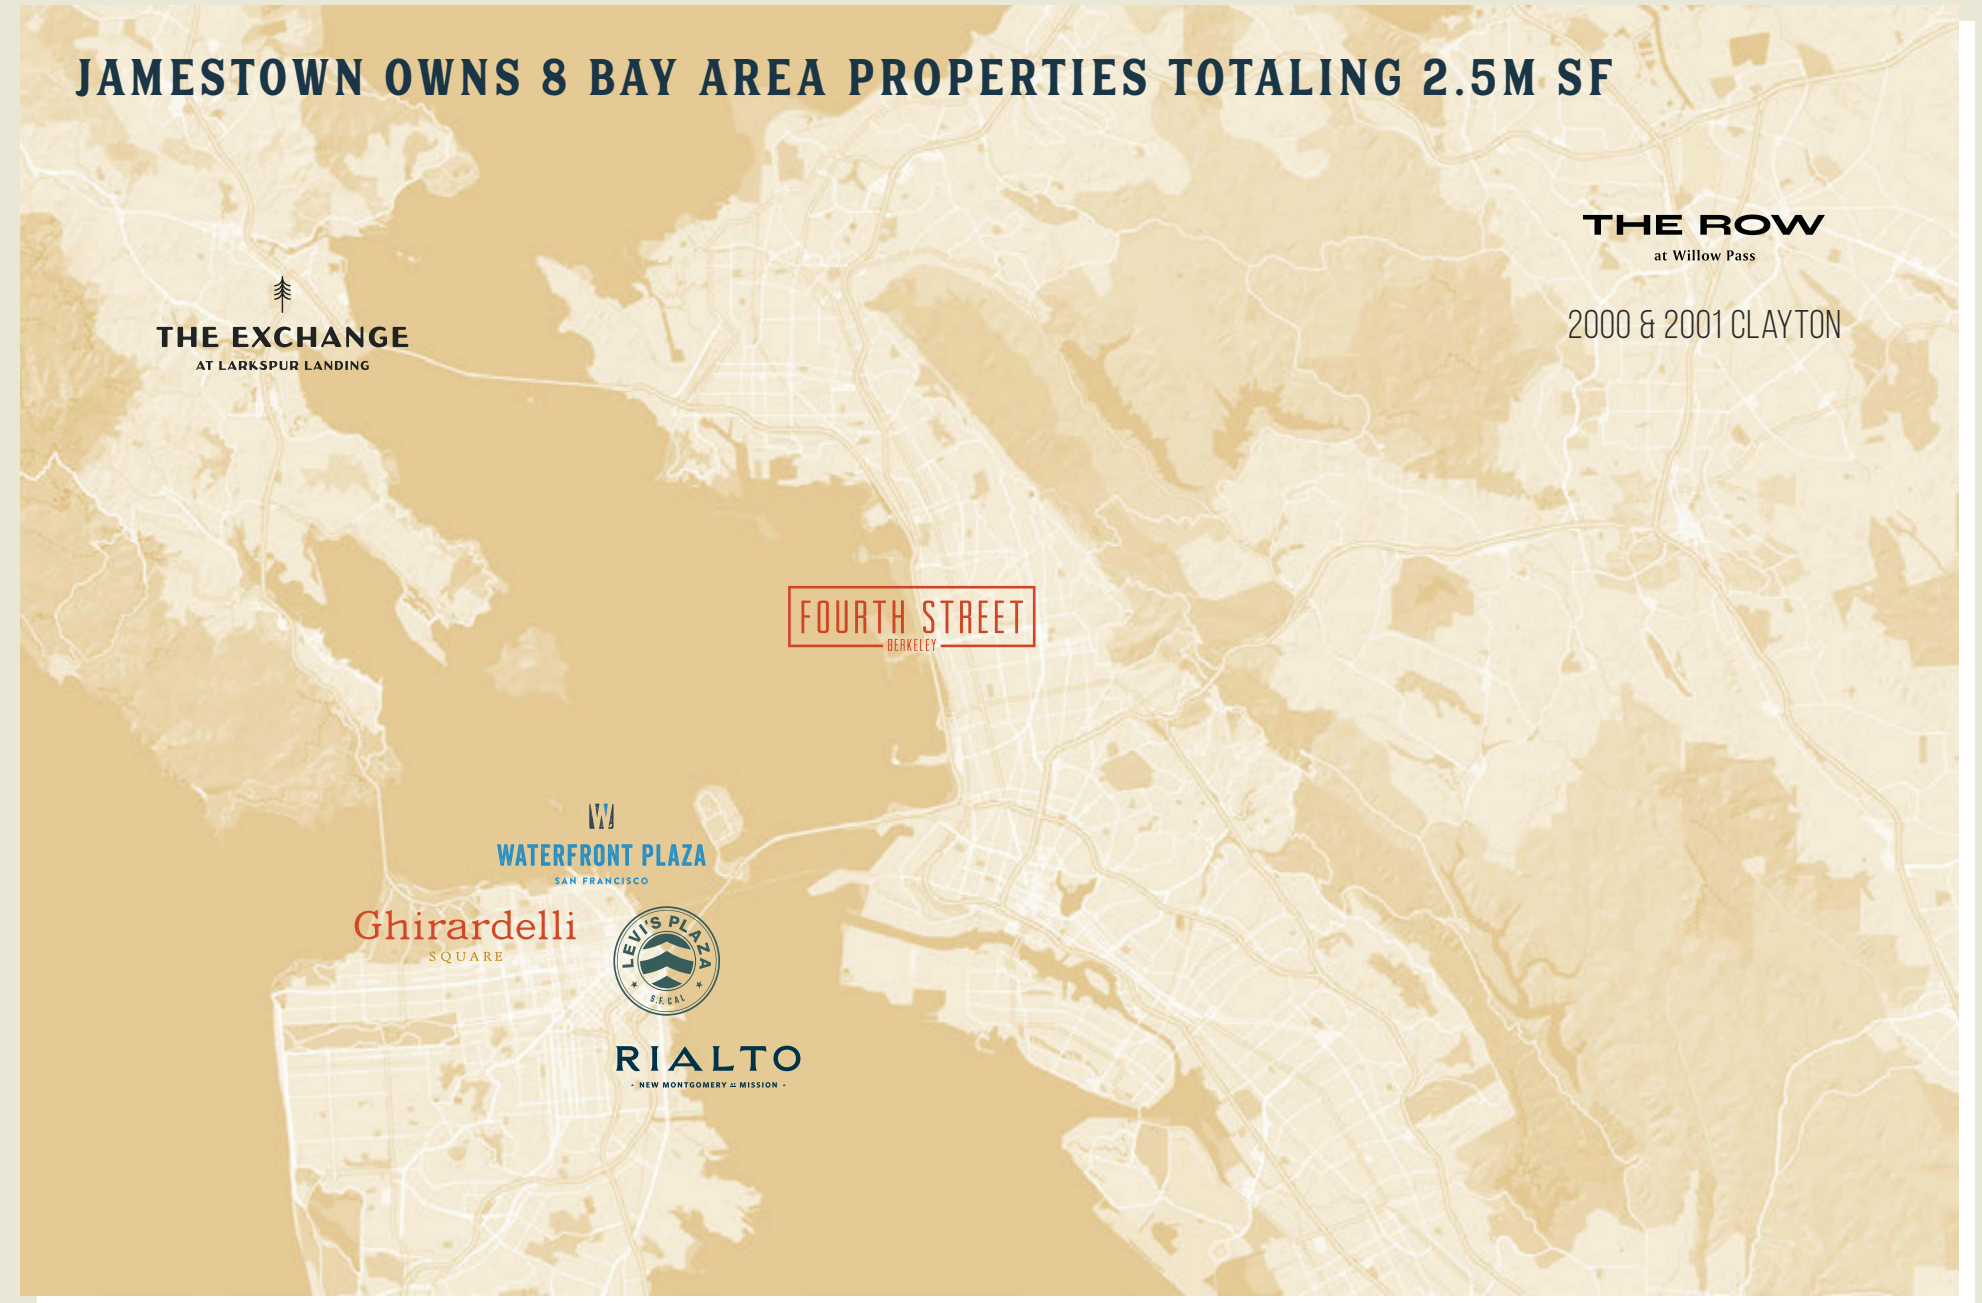 JAMESTOWN OWNS 8 BAY AREA PROPERTIES TOTALING 2.5M SF
THE ROW
at Willow Pass
2000 & 2001 CLAYTON
THE EXCHANGE
AT LARKSPUR LANDING
FOURTH STREET
BERKELEY
W
WATERFRONT PLAZA
SAN FRANCISCO
Ghirardelli
SQUARE
LEVI'S PLAZA
S.F. CAL
RIALTO
- NEW MONTGOMERY AT MISSION -